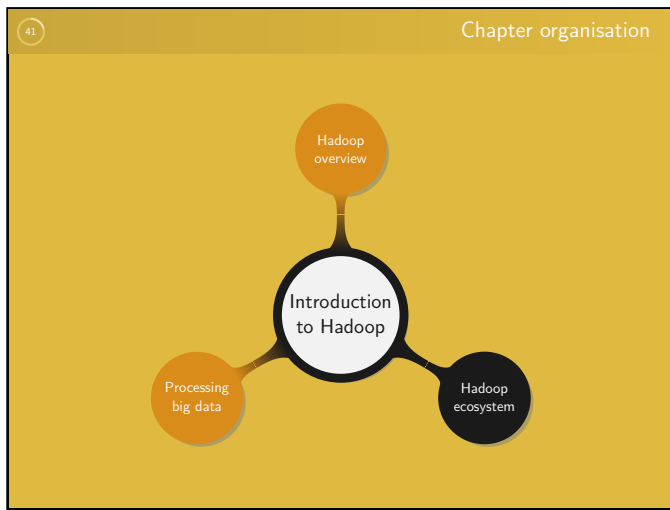 41
Chapter organisation
Hadoop
overview
Introduction
to Hadoop
Processing
big data
Hadoop
ecosystem